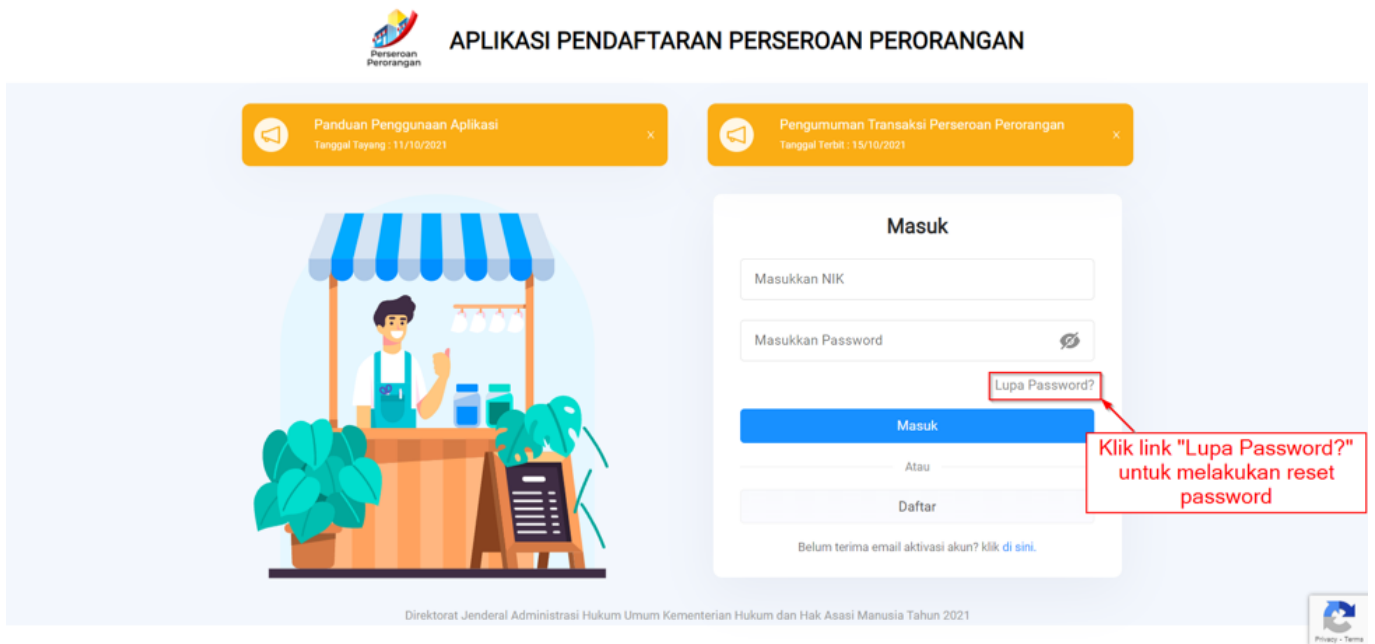 Perseroan
Perorangan
APLIKASI PENDAFTARAN PERSEROAN PERORANGAN
Panduan Penggunaan Aplikasi
Tanggal Tayang : 11/10/2021
x
Pengumuman Transaksi Perseroan Perorangan
Tanggal Terbit : 15/10/2021
x
Masuk
Masukkan NIK
Masukkan Password
Lupa Password?
Masuk
Klik link "Lupa Password?"
untuk melakukan reset
password
Atau
Daftar
Belum terima email aktivasi akun? klik di sini.
Direktorat Jenderal Administrasi Hukum Umum Kementerian Hukum dan Hak Asasi Manusia Tahun 2021
Privacy - Terms